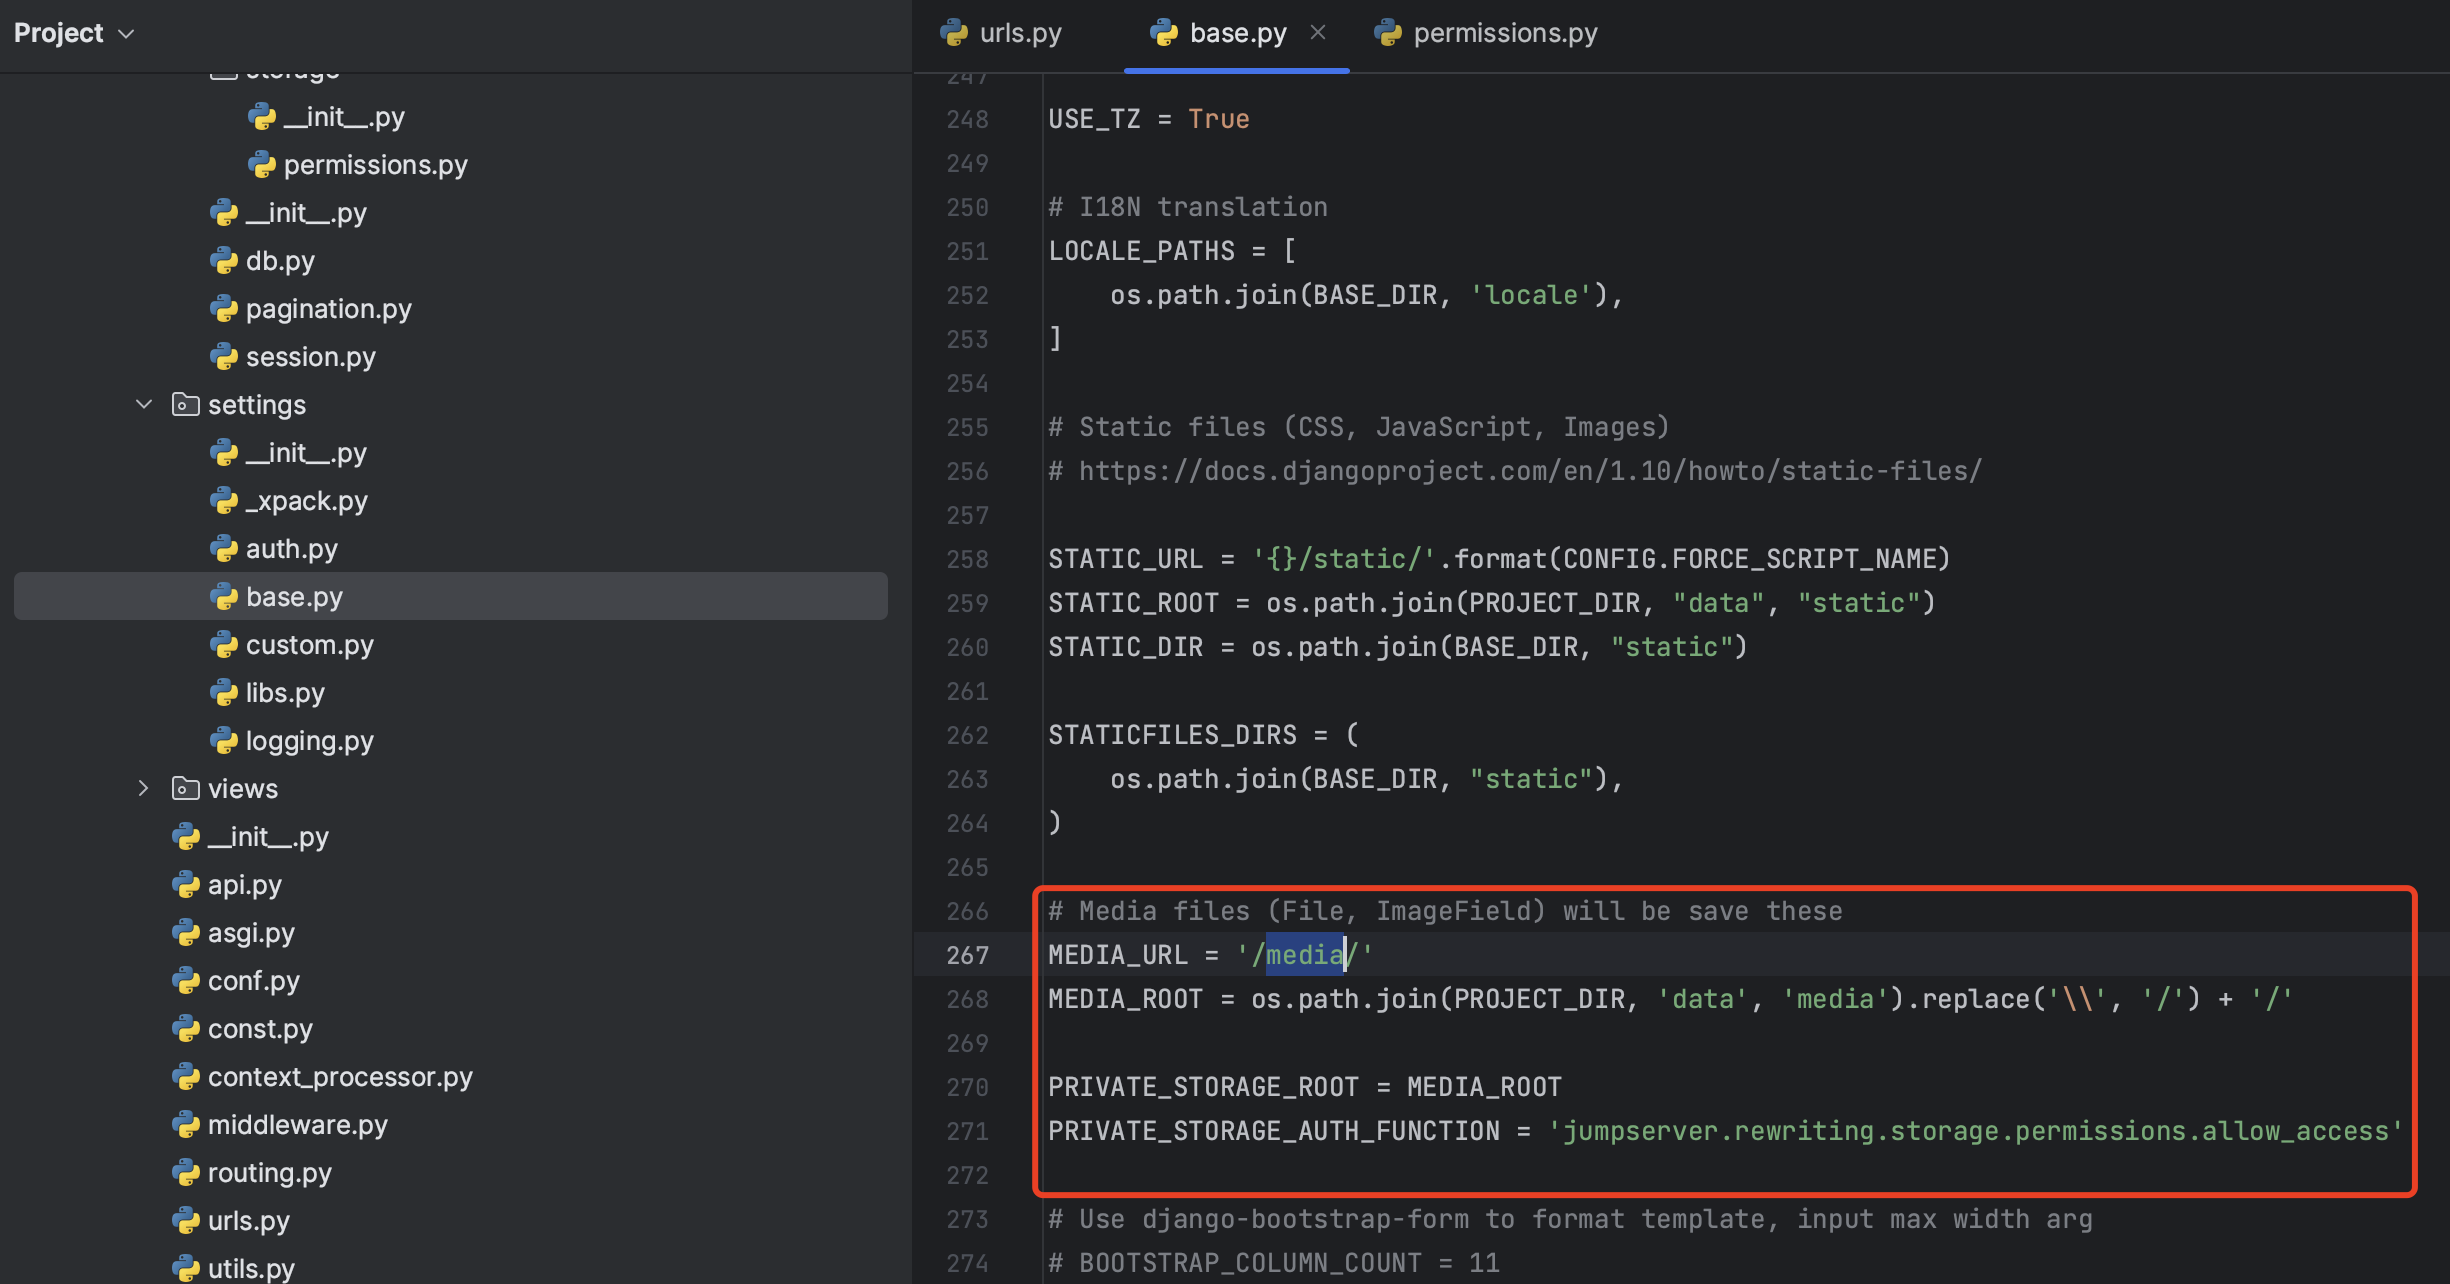 Project
storage
__init__.py
permissions.py
__init__.py
db.py
pagination.py
session.py
settings
__init__.py
_xpack.py
auth.py
base.py
custom.py
libs.py
logging.py
views
__init__.py
api.py
asgi.py
conf.py
const.py
context_processor.py
middleware.py
routing.py
urls.py
utils.py
urls.py base.py permissions.py
247
248 USE_TZ = True
249
250 # I18N translation
251 LOCALE_PATHS = [
252     os.path.join(BASE_DIR, 'locale'),
253 ]
254
255 # Static files (CSS, JavaScript, Images)
256 # https://docs.djangoproject.com/en/1.10/howto/static-files/
257
258 STATIC_URL = '{}/static/'.format(CONFIG.FORCE_SCRIPT_NAME)
259 STATIC_ROOT = os.path.join(PROJECT_DIR, "data", "static")
260 STATIC_DIR = os.path.join(BASE_DIR, "static")
261
262 STATICFILES_DIRS = (
263     os.path.join(BASE_DIR, "static"),
264 )
265
266 # Media files (File, ImageField) will be save these
267 MEDIA_URL = '/media/'
268 MEDIA_ROOT = os.path.join(PROJECT_DIR, 'data', 'media').replace('\\', '/') + '/'
269
270 PRIVATE_STORAGE_ROOT = MEDIA_ROOT
271 PRIVATE_STORAGE_AUTH_FUNCTION = 'jumpserver.rewriting.storage.permissions.allow_access'
272
273 # Use django-bootstrap-form to format template, input max width arg
274 # BOOTSTRAP_COLUMN_COUNT = 11